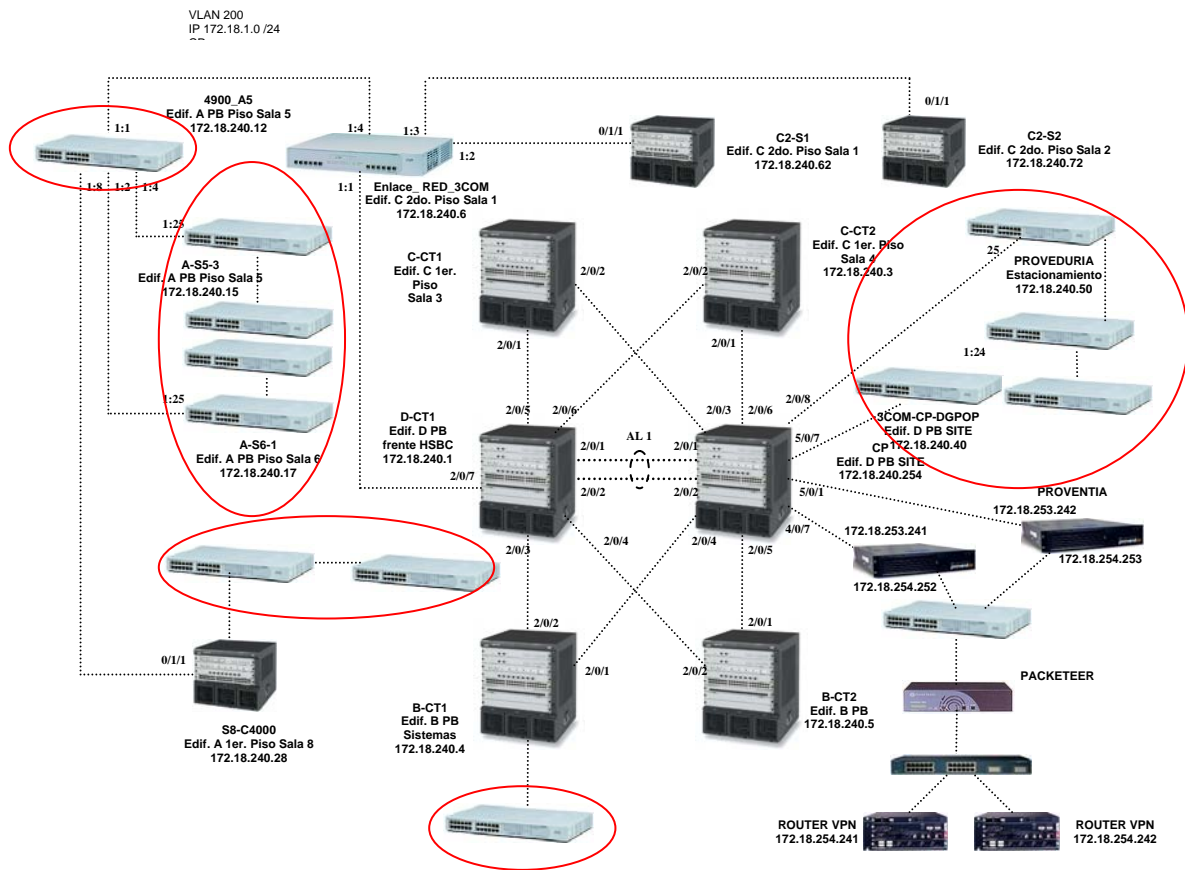 VLAN 200
IP 172.18.1.0 /24
4900_A5
Edif. A PB Piso Sala 5
172.18.240.12
1:1
1:8
1:2
1:4
1:4
1:3
1:2
1:1
Enlace_ RED_3COM
Edif. C 2do. Piso Sala 1
172.18.240.6
0/1/1
C2-S1
Edif. C 2do. Piso Sala 1
172.18.240.62
0/1/1
C2-S2
Edif. C 2do. Piso Sala 2
172.18.240.72
1:25
A-S5-3
Edif. A PB Piso Sala 5
172.18.240.15
1:25
A-S6-1
Edif. A PB Piso Sala 6
172.18.240.17
C-CT1
Edif. C 1er.
Piso
Sala 3
2/0/2
2/0/1
C-CT2
Edif. C 1er. Piso
Sala 4
172.18.240.3
2/0/2
2/0/1
25
PROVEDURIA
Estacionamiento
172.18.240.50
1:24
3COM-CP-DGPOP
Edif. D PB SITE
172.18.240.40
D-CT1
Edif. D PB
frente HSBC
172.18.240.1
2/0/5
2/0/6
2/0/1
2/0/7
2/0/2
2/0/3
2/0/4
AL 1
2/0/3
2/0/6
2/0/8
2/0/1
5/0/7
2/0/2
5/0/1
4/0/7
2/0/4
2/0/5
CP
Edif. D PB SITE
172.18.240.254
PROVENTIA
172.18.253.242
172.18.254.253
172.18.253.241
172.18.254.252
PACKETEER
ROUTER VPN
172.18.254.241
ROUTER VPN
172.18.254.242
0/1/1
S8-C4000
Edif. A 1er. Piso Sala 8
172.18.240.28
2/0/2
2/0/1
B-CT1
Edif. B PB
Sistemas
172.18.240.4
2/0/1
2/0/2
B-CT2
Edif. B PB
172.18.240.5